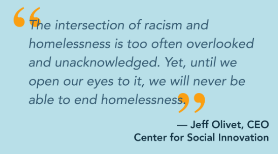 “The intersection of racism and
homelessness is too often overlooked
and unacknowledged. Yet, until we
open our eyes to it, we will never be
able to end homelessness.”
— Jeff Olivet, CEO
Center for Social Innovation